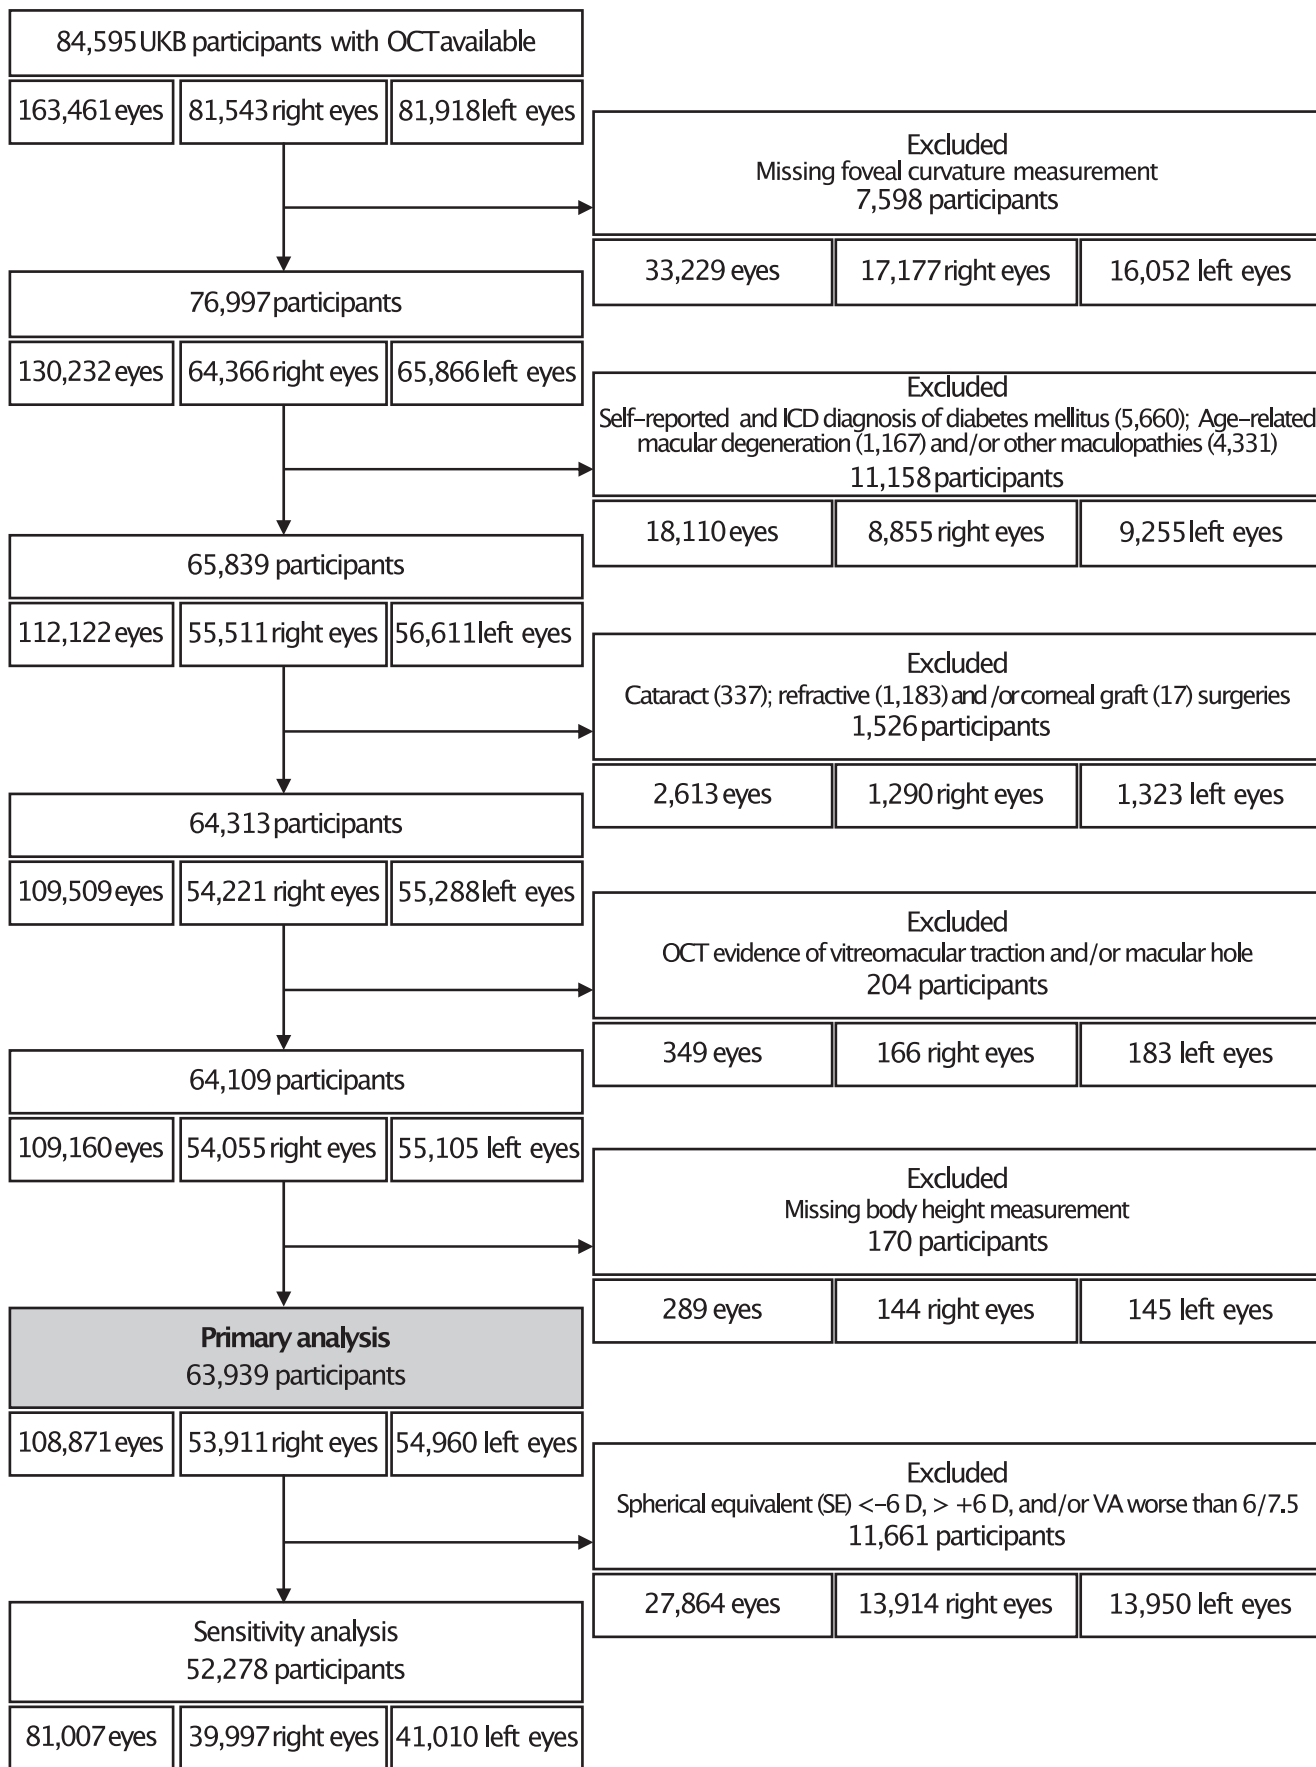 84,595 UKB participants with OCT available
163,461 eyes
81,543 right eyes
81,918 left eyes
Excluded
Missing foveal curvature measurement
7,598 participants
33,229 eyes
17,177 right eyes
16,052 left eyes
76,997 participants
130,232 eyes
64,366 right eyes
65,866 left eyes
Excluded
Self-reported and ICD diagnosis of diabetes mellitus (5,660); Age-related
macular degeneration (1,167) and/or other maculopathies (4,331)
11,158 participants
18,110 eyes
8,855 right eyes
9,255 left eyes
65,839 participants
112,122 eyes
55,511 right eyes
56,611 left eyes
Excluded
Cataract (337); refractive (1,183) and /or corneal graft (17) surgeries
1,526 participants
2,613 eyes
1,290 right eyes
1,323 left eyes
64,313 participants
109,509 eyes
54,221 right eyes
55,288 left eyes
Excluded
OCT evidence of vitreomacular traction and/or macular hole
204 participants
349 eyes
166 right eyes
183 left eyes
64,109 participants
109,160 eyes
54,055 right eyes
55,105 left eyes
Excluded
Missing body height measurement
170 participants
289 eyes
144 right eyes
145 left eyes
Primary analysis
63,939 participants
108,871 eyes
53,911 right eyes
54,960 left eyes
Excluded
Spherical equivalent (SE) <-6 D, > +6 D, and/or VA worse than 6/7.5
11,661 participants
27,864 eyes
13,914 right eyes
13,950 left eyes
Sensitivity analysis
52,278 participants
81,007 eyes
39,997 right eyes
41,010 left eyes